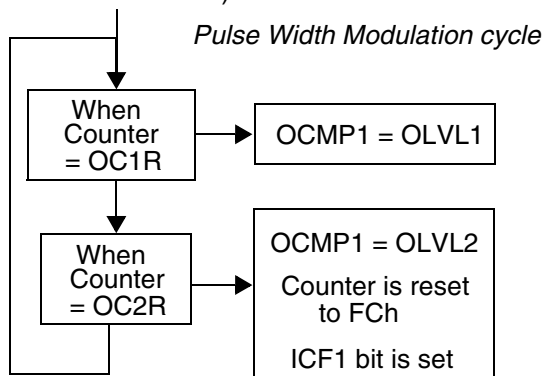 Pulse Width Modulation cycle
When
Counter
= OC1R
OCMP1 = OLVL1
When
Counter
= OC2R
OCMP1 = OLVL2
Counter is reset
to FCh
ICF1 bit is set